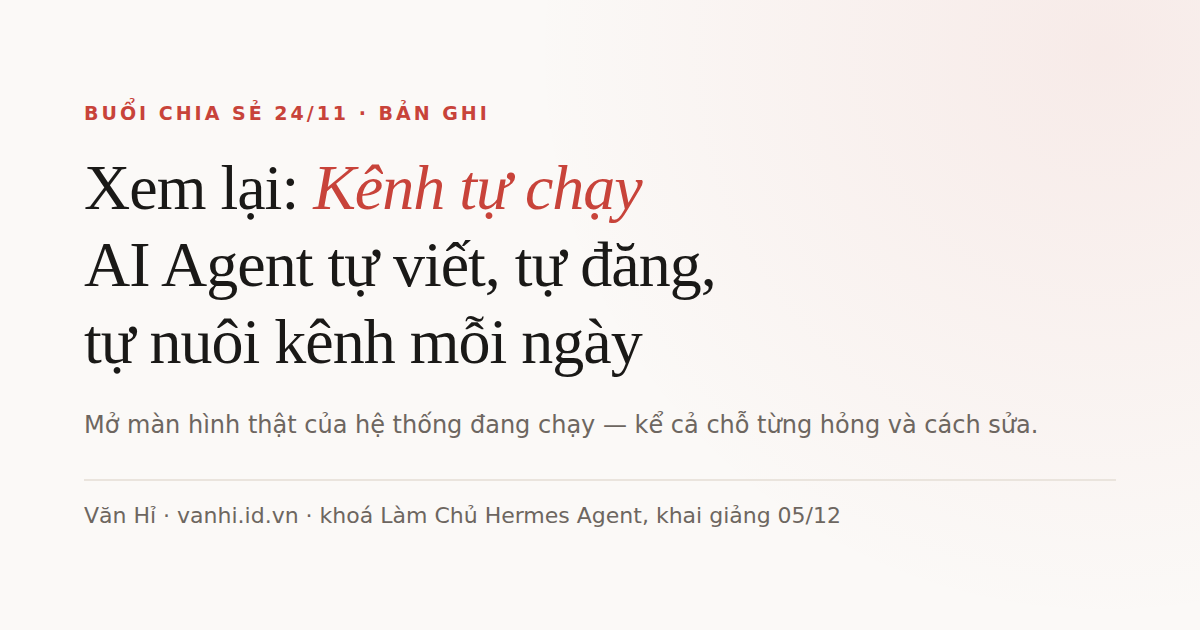 BUỔI CHIA SẺ 24/11 · BẢN GHI
Xem lại: Kênh tự chạy
AI Agent tự viết, tự đăng,
tự nuôi kênh mỗi ngày
Mở màn hình thật của hệ thống đang chạy — kể cả chỗ từng hỏng và cách sửa.
Văn Hỉ · vanhi.id.vn · khoá Làm Chủ Hermes Agent, khai giảng 05/12